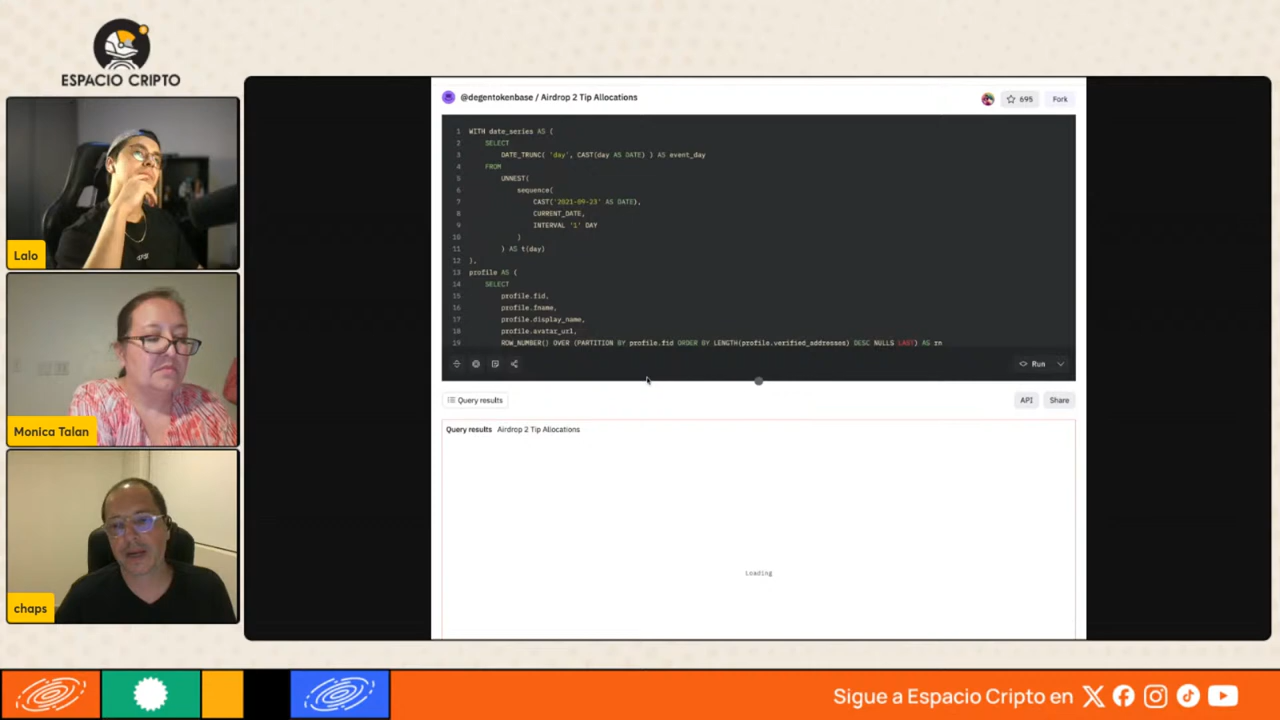 ESPACIO CRIPTO
Lalo
Monica Talan
chaps
@degentokenbase / Airdrop 2 Tip Allocations
695
Fork
1 WITH date_series AS (
2 SELECT
3 DATE_TRUNC( 'day', CAST(day AS DATE) ) AS event_day
4 FROM
5 UNNEST(
6 sequence(
7 CAST('2021-09-23' AS DATE),
8 CURRENT_DATE,
9 INTERVAL '1' DAY
10 )
11 ) AS t(day)
12 ),
13 profile AS (
14 SELECT
15 profile.fid,
16 profile.fname,
17 profile.display_name,
18 profile.avatar_url,
19 ROW_NUMBER() OVER (PARTITION BY profile.fid ORDER BY LENGTH(profile.verified_addresses) DESC NULLS LAST) AS rn
<> Run
Query results
API
Share
Query results Airdrop 2 Tip Allocations
Loading
Sigue a Espacio Cripto en